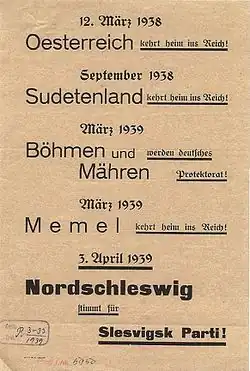 12. März 1938
Oesterreich kehrt heim ins Reich!
September 1938
Sudetenland kehrt heim ins Reich!
März 1939
Böhmen und werden deutsches
Mähren Protektorat!
März 1939
Memel kehrt heim ins Reich!
3. April 1939
Nordschleswig
stimmt für
Slesvigsk Parti!
1939